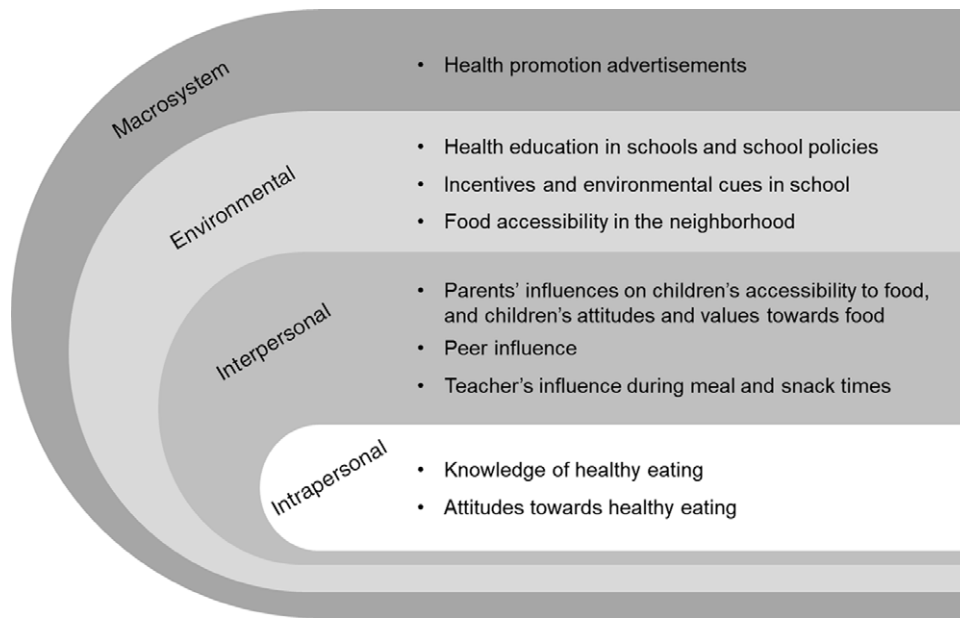 Macrosystem
• Health promotion advertisements
Environmental
• Health education in schools and school policies
• Incentives and environmental cues in school
• Food accessibility in the neighborhood
Interpersonal
• Parents’ influences on children’s accessibility to food,
and children’s attitudes and values towards food
• Peer influence
• Teacher’s influence during meal and snack times
Intrapersonal
• Knowledge of healthy eating
• Attitudes towards healthy eating